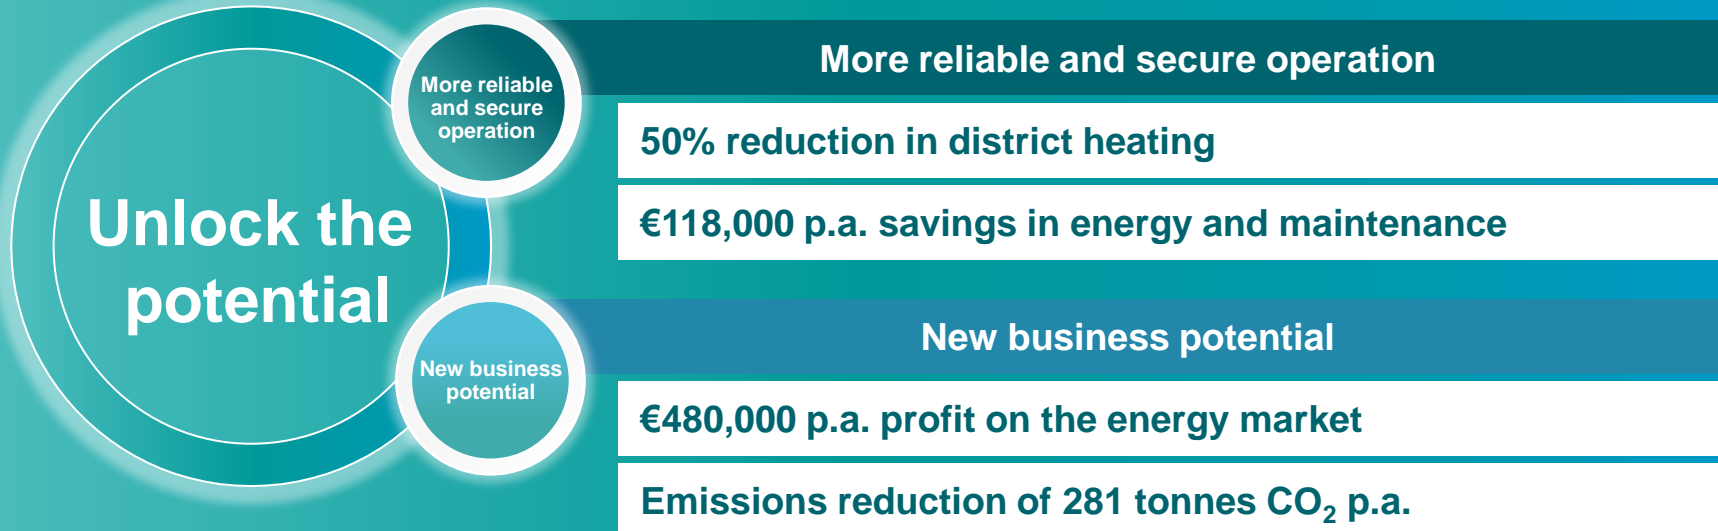 Unlock the
potential
More reliable
and secure
operation
More reliable and secure operation
50% reduction in district heating
€118,000 p.a. savings in energy and maintenance
New business
potential
New business potential
€480,000 p.a. profit on the energy market
Emissions reduction of 281 tonnes CO₂ p.a.